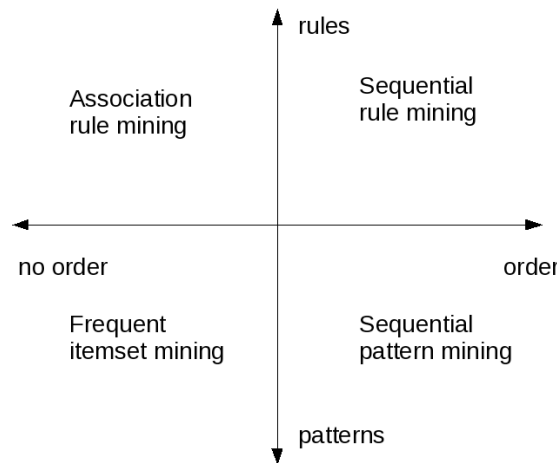 rules
Association
rule mining
Sequential
rule mining
no order
order
Frequent
itemset mining
Sequential
pattern mining
patterns